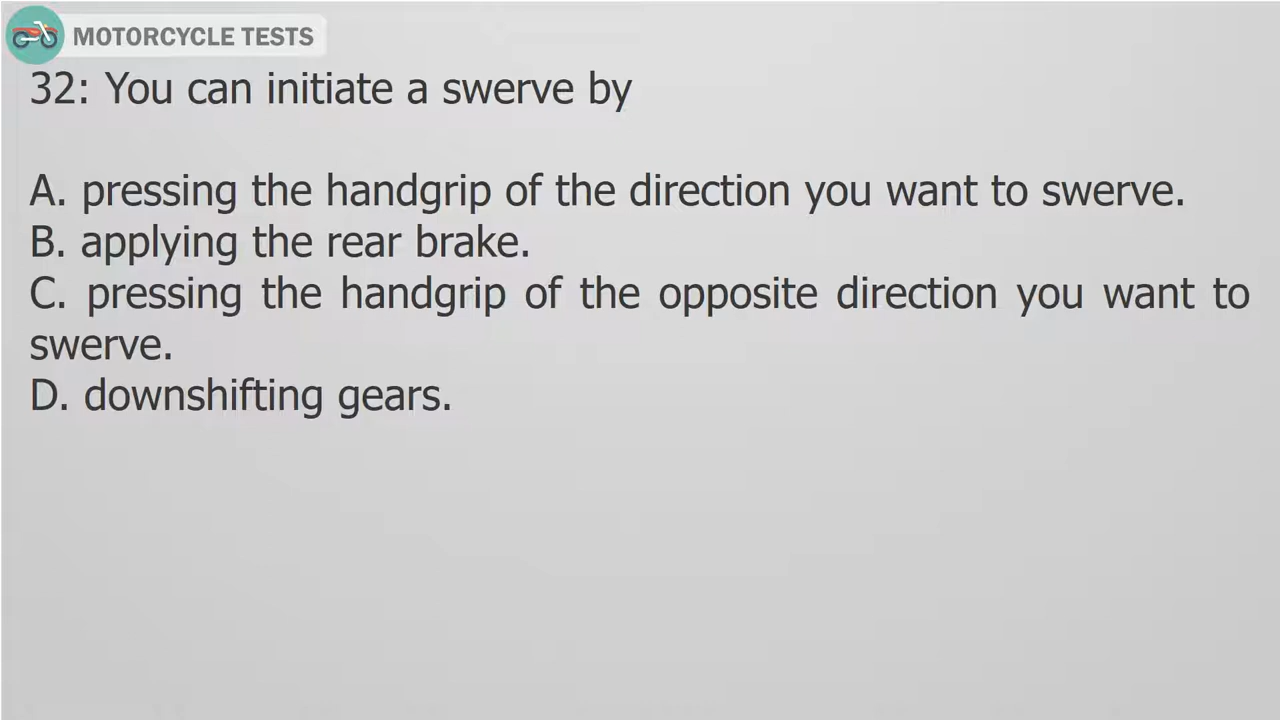 MOTORCYCLE TESTS
32: You can initiate a swerve by
A. pressing the handgrip of the direction you want to swerve.
B. applying the rear brake.
C. pressing the handgrip of the opposite direction you want to
swerve.
D. downshifting gears.